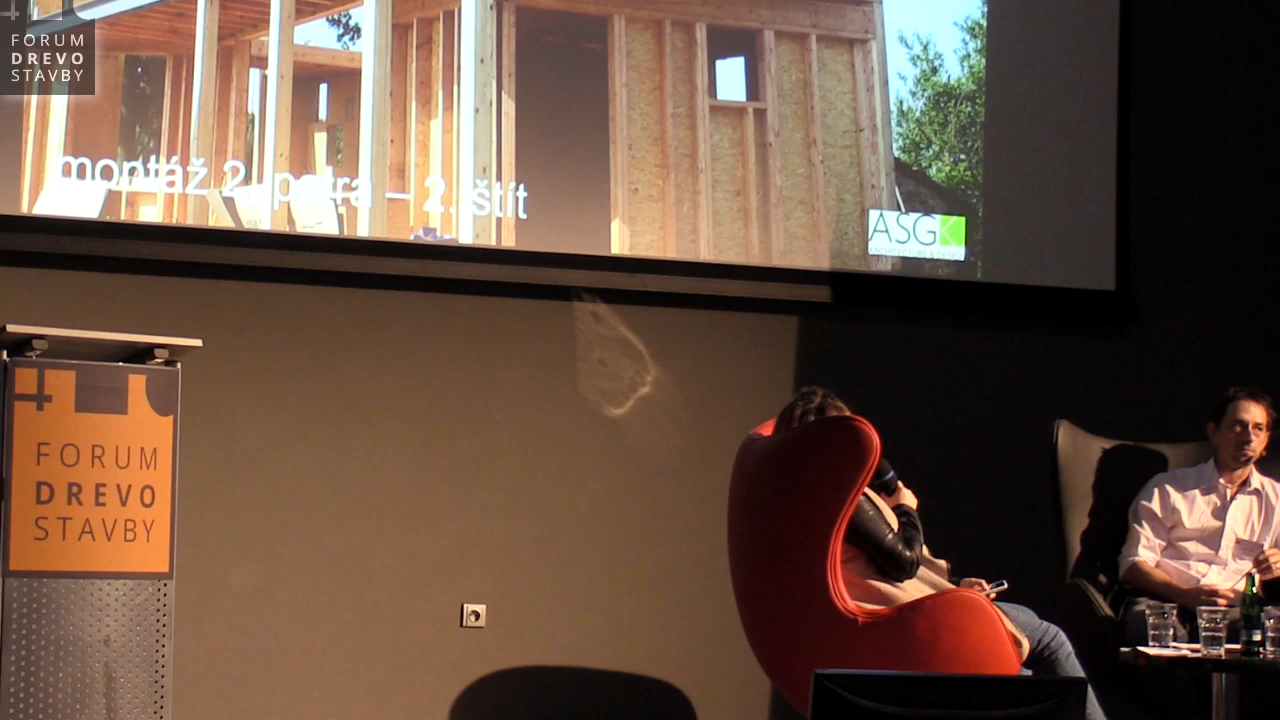 FORUM
DREVO
STAVBY
montáž 2. patra – 2. štít
ASGK
FORUM
DREVO
STAVBY